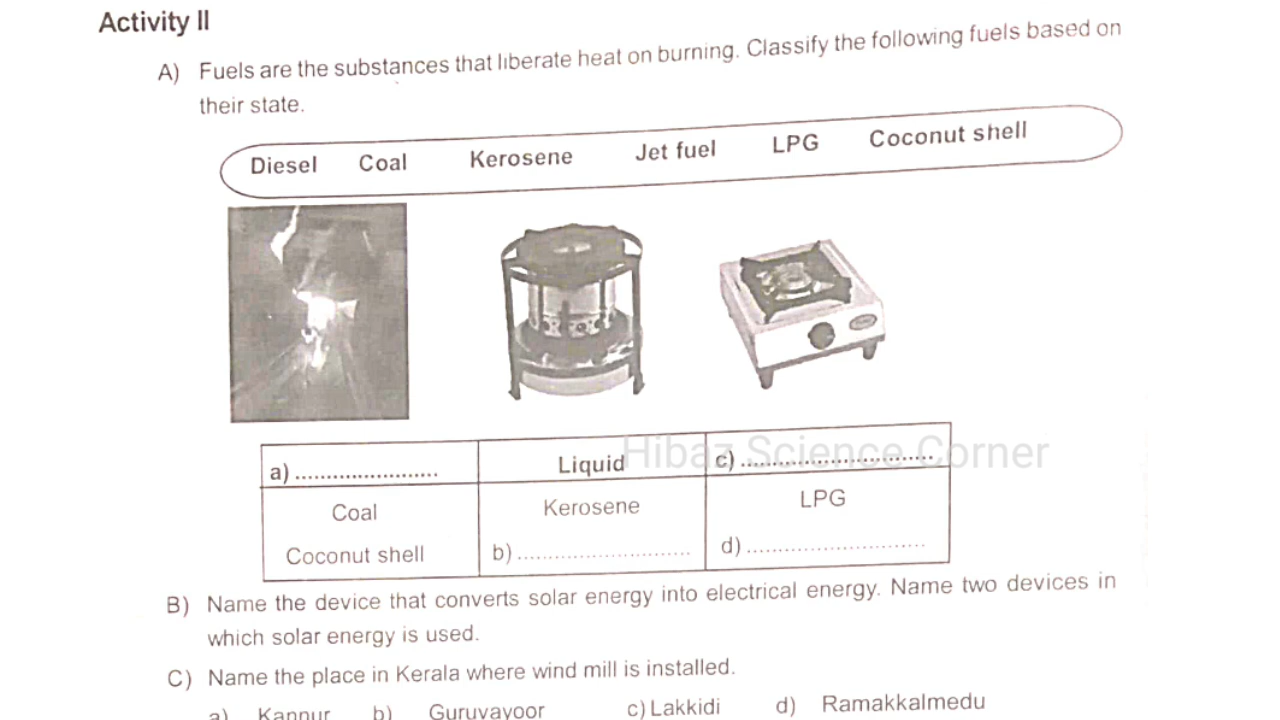 Activity II
A) Fuels are the substances that liberate heat on burning. Classify the following fuels based on
their state.
Diesel Coal Kerosene Jet fuel LPG Coconut shell
a) ........................ Liquid c) ................................
Coal Kerosene LPG
Coconut shell b) ............................. d) .............................
Hibaz Science Corner
B) Name the device that converts solar energy into electrical energy. Name two devices in
which solar energy is used.
C) Name the place in Kerala where wind mill is installed.
a) Kannur b) Guruvayoor c) Lakkidi d) Ramakkalmedu